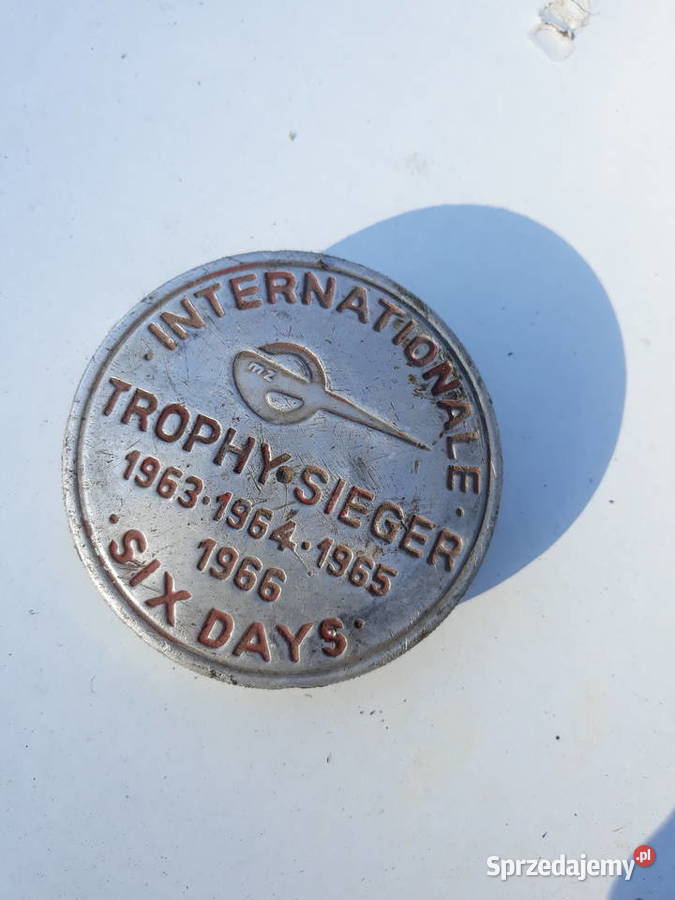 · INTERNATIONALE ·
mz
TROPHY·SIEGER
1963·1964·1965
1966
· SIX DAYS ·
Sprzedajemy.pl